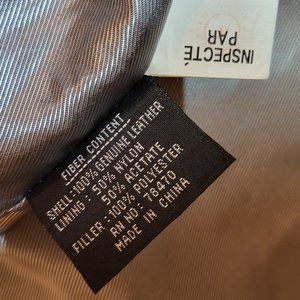 INSPECTÉ
PAR
FIBER CONTENT
SHELL:100% GENUINE LEATHER
LINING: 50% NYLON
50% ACETATE
FILLER:100% POLYESTER
RN NO: 78470
MADE IN CHINA